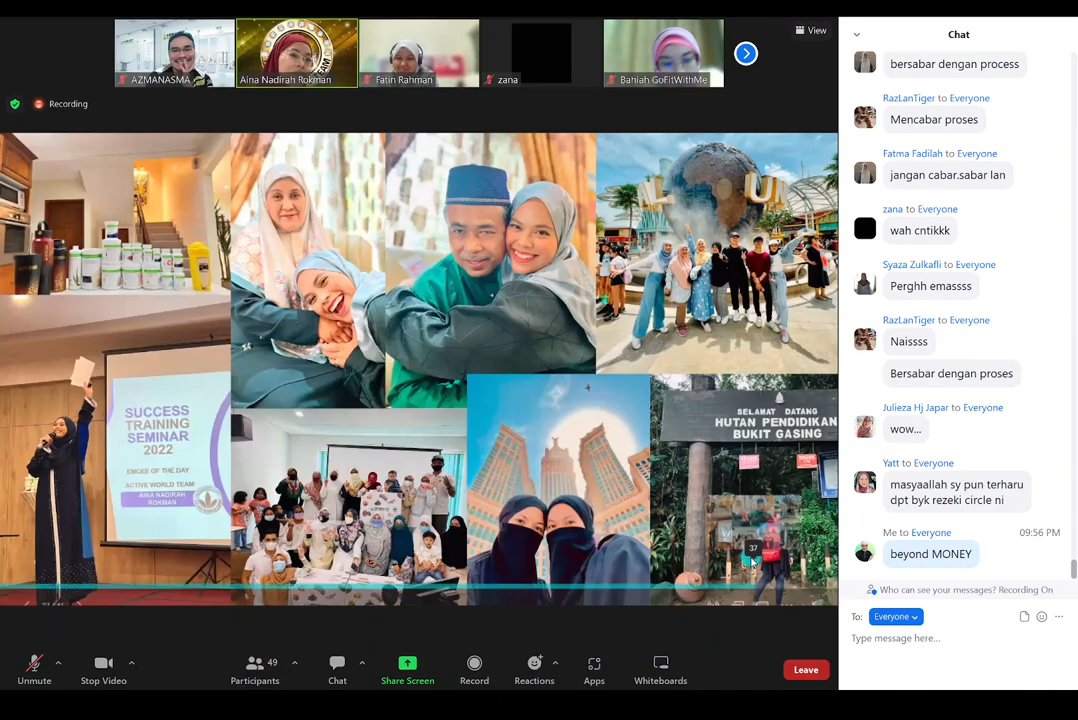 View
AZMANASMA
Aina Nadirah Rokman
Fatin Rahman
zana
Bahiah GoFitWithMe
Recording
SUCCESS
TRAINING
SEMINAR
2022
EMCEE OF THE DAY
ACTIVE WORLD TEAM
AINA NADIRAH
ROKMAN
SELAMAT DATANG
HUTAN PENDIDIKAN
BUKIT GASING
37
Unmute
Stop Video
Participants
49
Chat
Share Screen
Record
Reactions
Apps
Whiteboards
Leave
Chat
bersabar dengan process
RazLanTiger to Everyone
Mencabar proses
Fatma Fadilah to Everyone
jangan cabar.sabar lan
zana to Everyone
wah cntikkk
Syaza Zulkafli to Everyone
Perghh emassss
RazLanTiger to Everyone
Naissss
Bersabar dengan proses
Julieza Hj Japar to Everyone
wow...
Yatt to Everyone
masyaallah sy pun terharu
dpt byk rezeki circle ni
Me to Everyone 09:56 PM
beyond MONEY
Who can see your messages? Recording On
To: Everyone
Type message here...